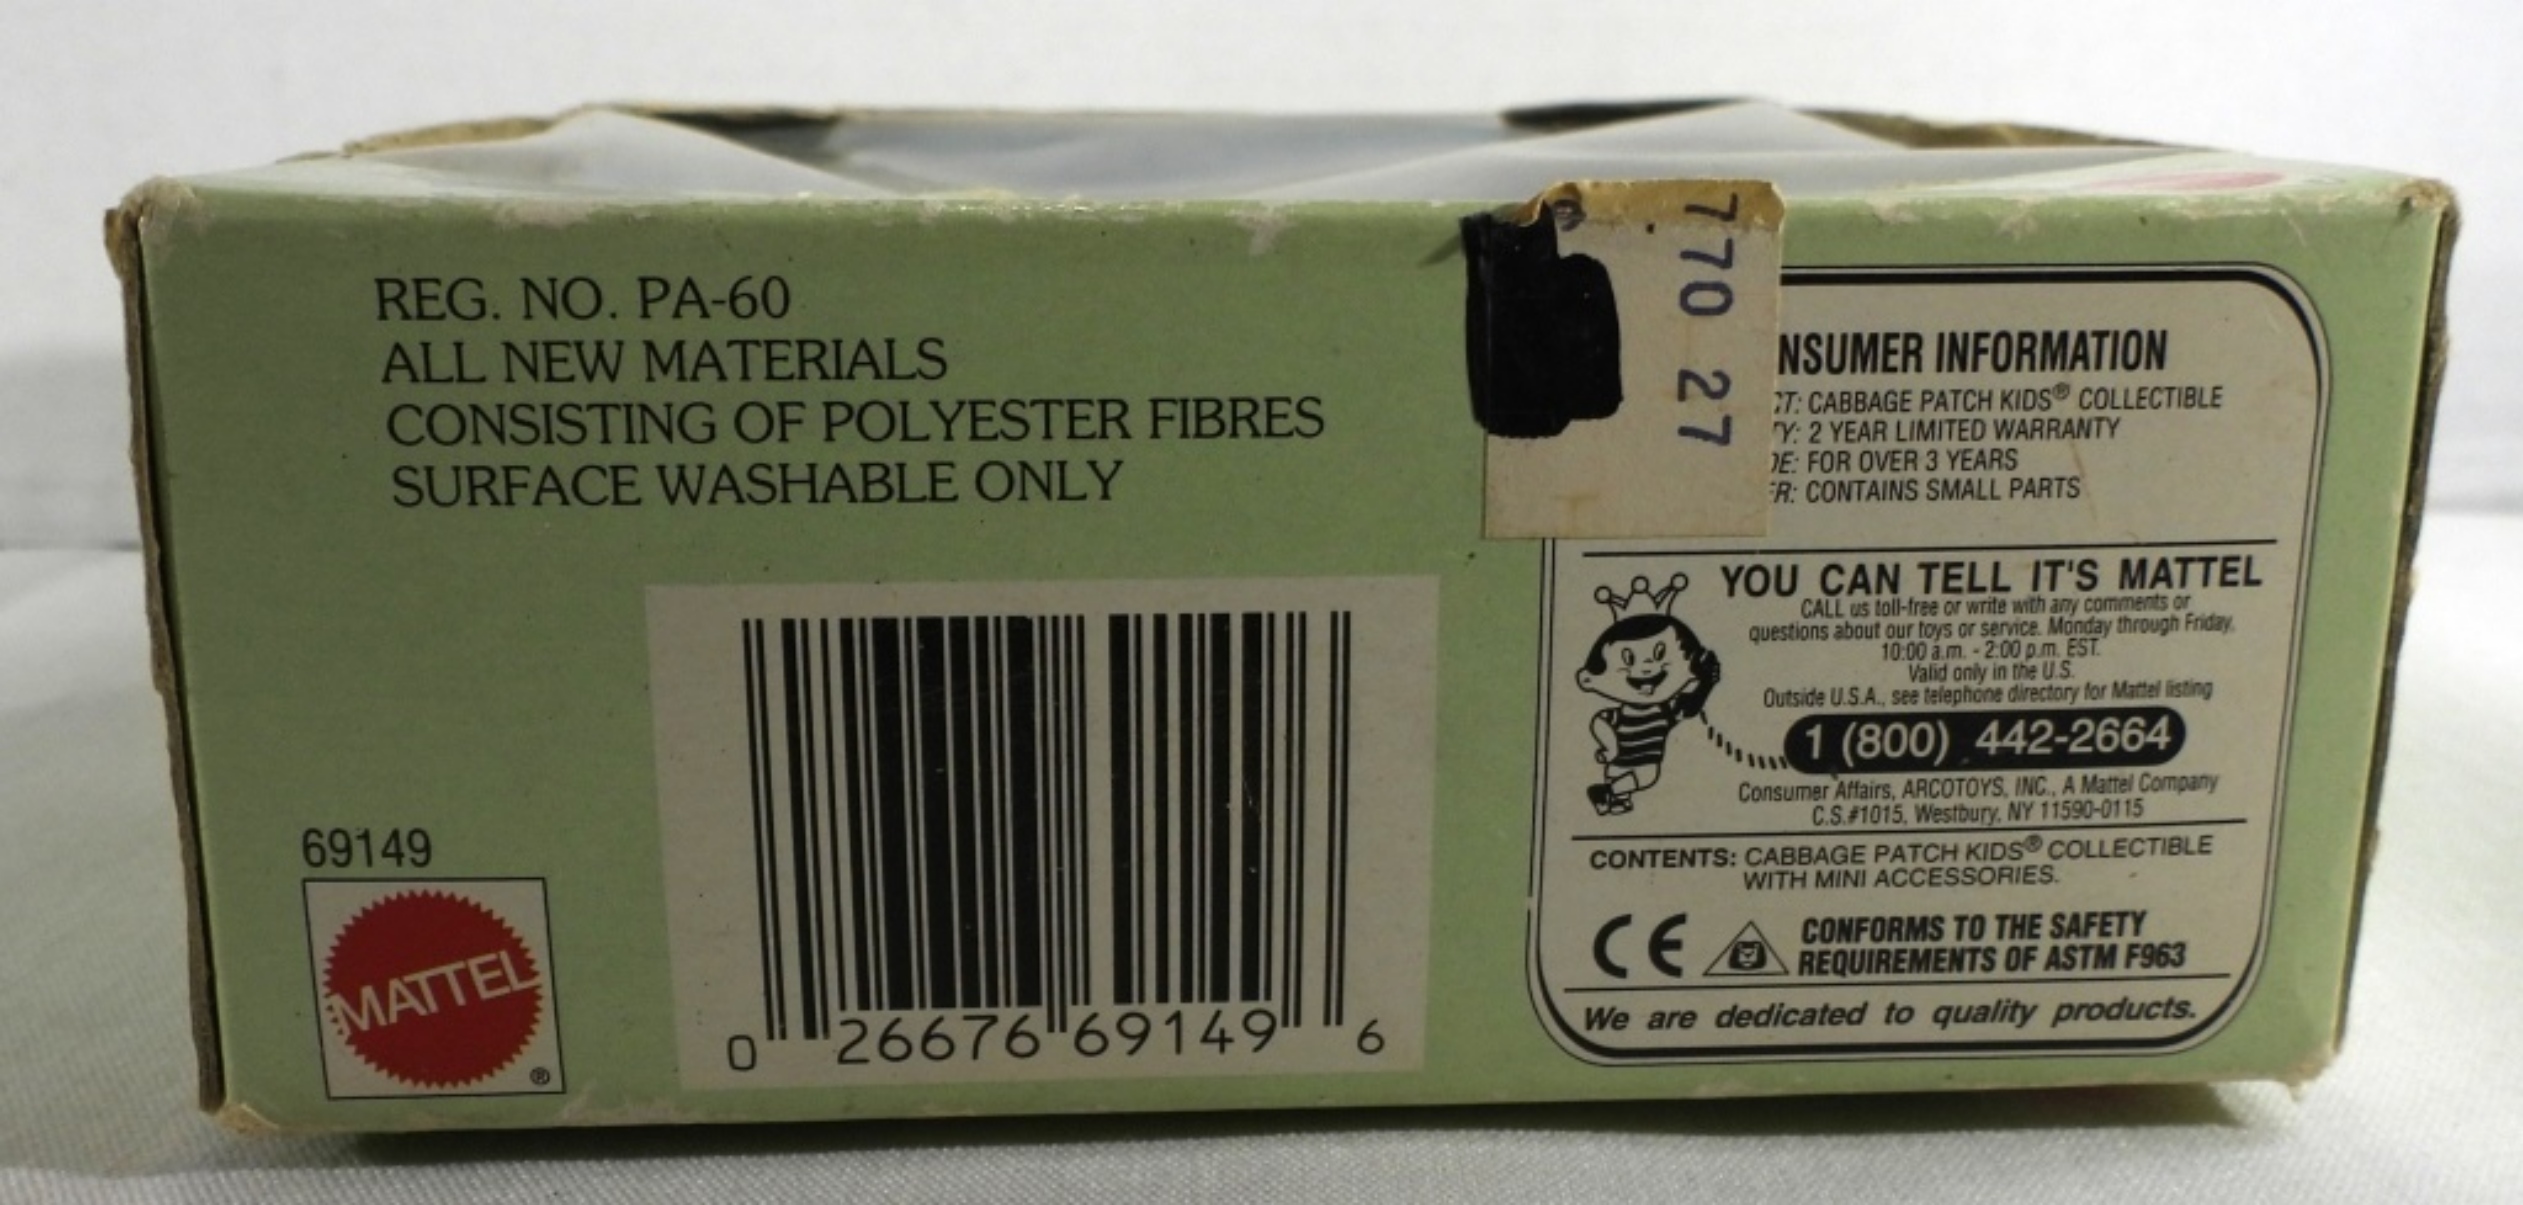 REG. NO. PA-60
ALL NEW MATERIALS
CONSISTING OF POLYESTER FIBRES
SURFACE WASHABLE ONLY
69149
MATTEL
®
0 26676 69149 6
770 27
NSUMER INFORMATION
CT: CABBAGE PATCH KIDS® COLLECTIBLE
TY: 2 YEAR LIMITED WARRANTY
DE: FOR OVER 3 YEARS
ER: CONTAINS SMALL PARTS
YOU CAN TELL IT'S MATTEL
CALL us toll-free or write with any comments or
questions about our toys or service. Monday through Friday,
10:00 a.m. - 2:00 p.m. EST.
Valid only in the U.S.
Outside U.S.A., see telephone directory for Mattel listing
1 (800) 442-2664
Consumer Affairs, ARCOTOYS, INC., A Mattel Company
C.S.#1015, Westbury, NY 11590-0115
CONTENTS: CABBAGE PATCH KIDS® COLLECTIBLE
WITH MINI ACCESSORIES.
CE
CONFORMS TO THE SAFETY
REQUIREMENTS OF ASTM F963
We are dedicated to quality products.